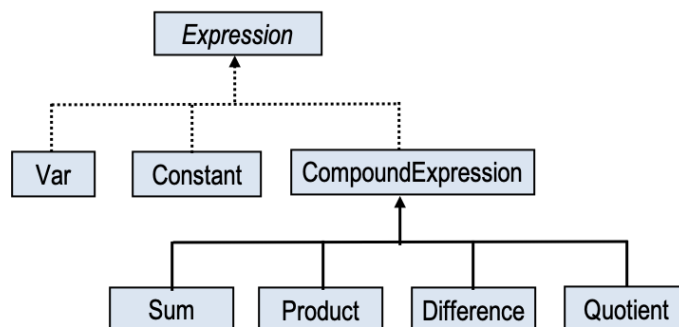 Expression
Var Constant CompoundExpression
Sum Product Difference Quotient